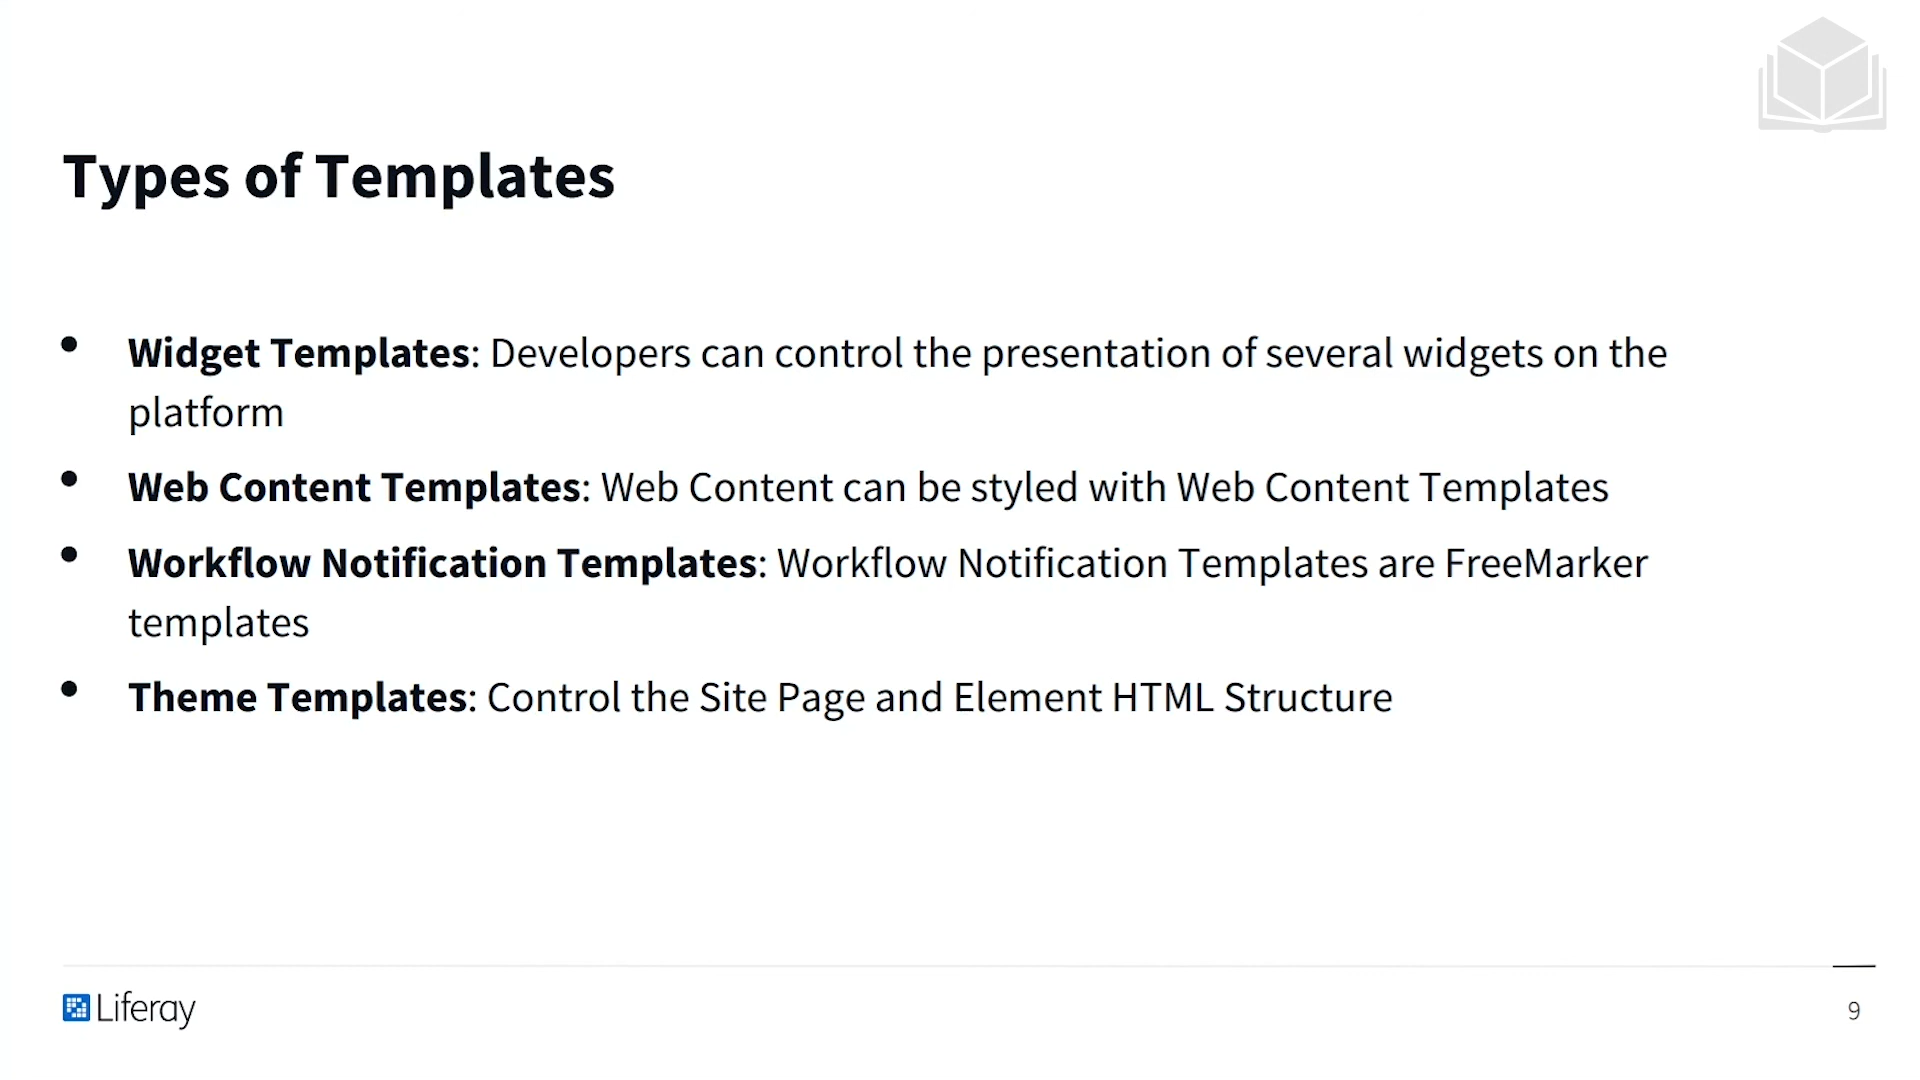 Types of Templates
• Widget Templates: Developers can control the presentation of several widgets on the
platform
• Web Content Templates: Web Content can be styled with Web Content Templates
• Workflow Notification Templates: Workflow Notification Templates are FreeMarker
templates
• Theme Templates: Control the Site Page and Element HTML Structure
Liferay
9